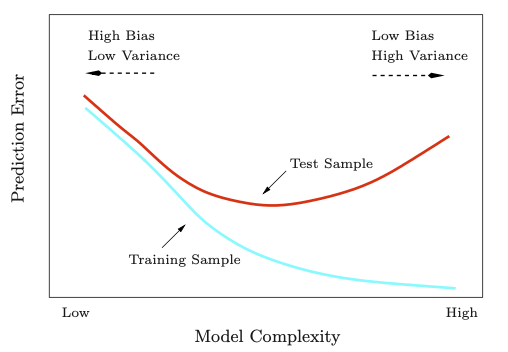 High Bias
Low Variance
Low Bias
High Variance
Prediction Error
Test Sample
Training Sample
Low
High
Model Complexity